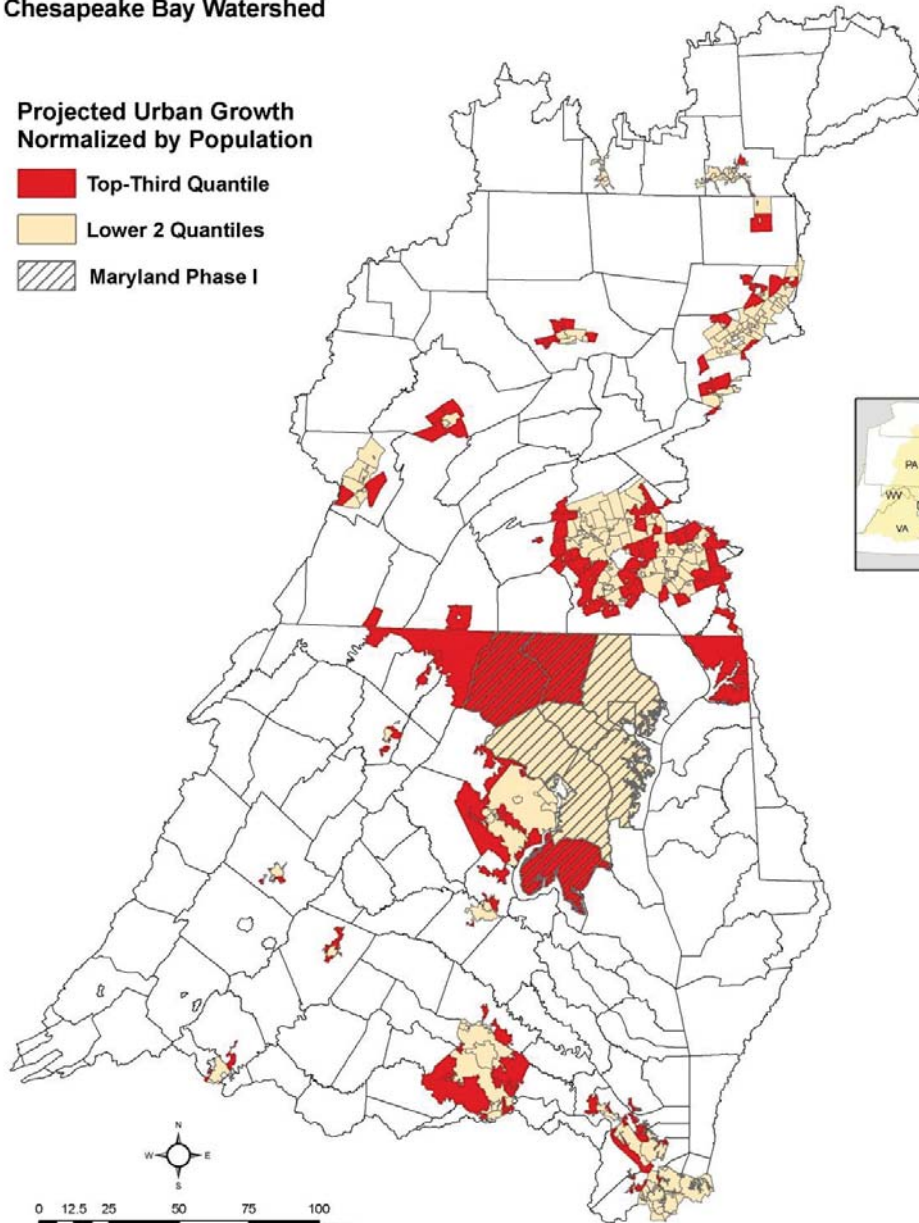 Chesapeake Bay Watershed
Projected Urban Growth
Normalized by Population
Top-Third Quantile
Lower 2 Quantiles
Maryland Phase I
PA
WV
VA
N
W E
S
0 12.5 25 50 75 100